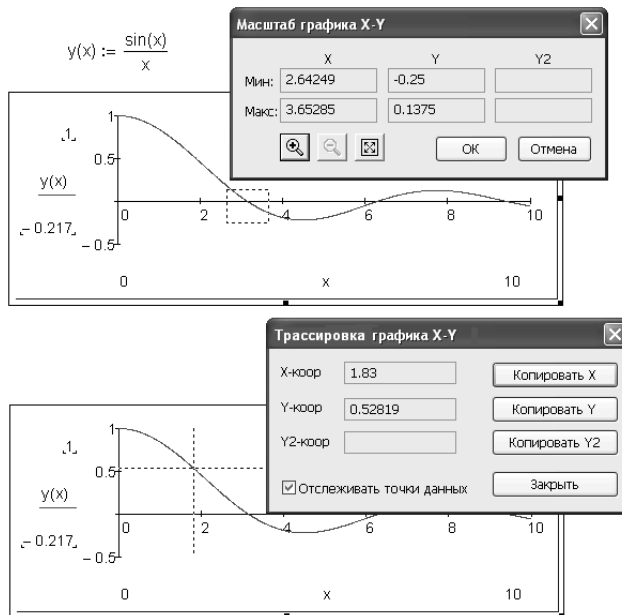 y(x) := sin(x)
x
Масштаб графика X-Y
X Y Y2
Мин: 2.64249 -0.25
Макс: 3.65285 0.1375
ОК Отмена
1
1
0.5
y(x)
0 2 4 6 8 10
-0.217
-0.5
0 x 10
Трассировка графика X-Y
X-коор 1.83 Копировать X
Y-коор 0.52819 Копировать Y
Y2-коор Копировать Y2
Отслеживать точки данных Закрыть
1
1
0.5
y(x)
0 2 4 6 8 10
-0.217
-0.5
0 x 10